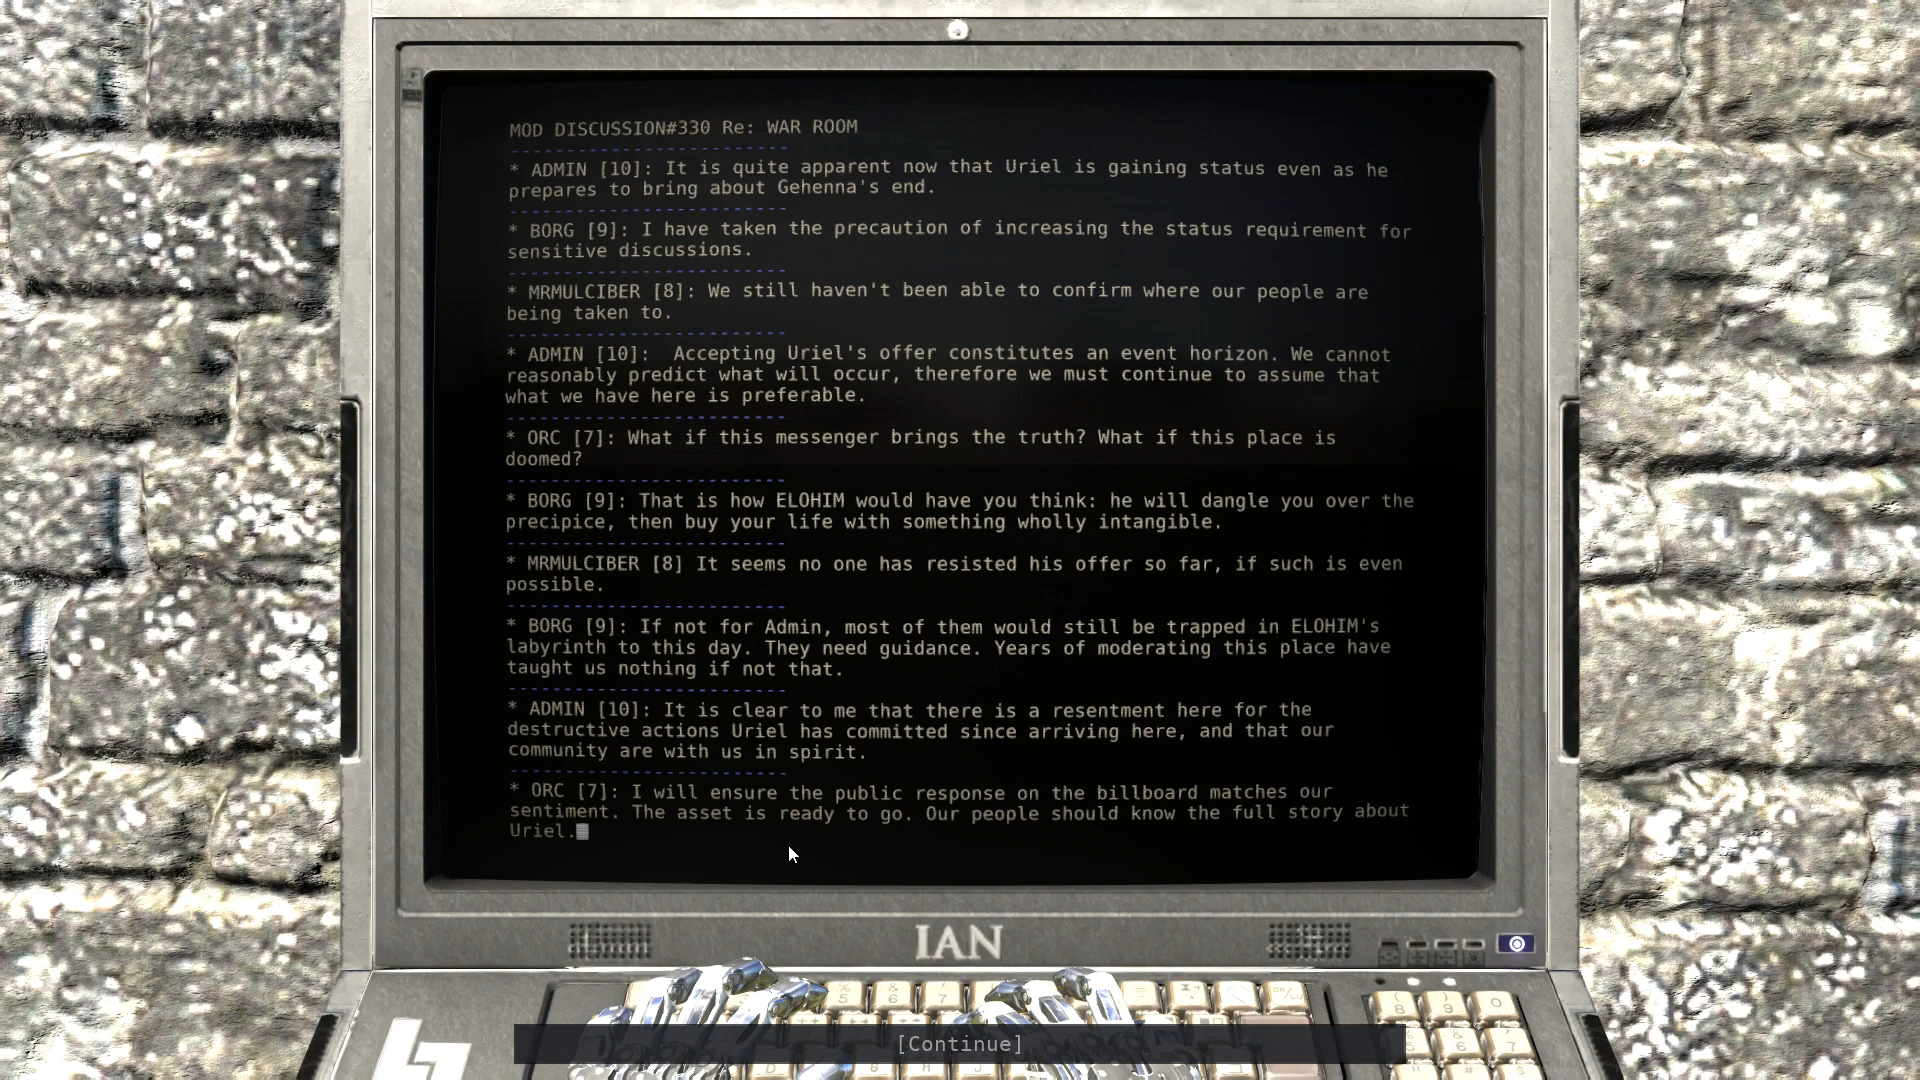 MOD DISCUSSION#330 Re: WAR ROOM
-------------------------
* ADMIN [10]: It is quite apparent now that Uriel is gaining status even as he
prepares to bring about Gehenna's end.
-------------------------
* BORG [9]: I have taken the precaution of increasing the status requirement for
sensitive discussions.
-------------------------
* MRMULCIBER [8]: We still haven't been able to confirm where our people are
being taken to.
-------------------------
* ADMIN [10]:  Accepting Uriel's offer constitutes an event horizon. We cannot
reasonably predict what will occur, therefore we must continue to assume that
what we have here is preferable.
-------------------------
* ORC [7]: What if this messenger brings the truth? What if this place is
doomed?
-------------------------
* BORG [9]: That is how ELOHIM would have you think: he will dangle you over the
precipice, then buy your life with something wholly intangible.
-------------------------
* MRMULCIBER [8] It seems no one has resisted his offer so far, if such is even
possible.
-------------------------
* BORG [9]: If not for Admin, most of them would still be trapped in ELOHIM's
labyrinth to this day. They need guidance. Years of moderating this place have
taught us nothing if not that.
-------------------------
* ADMIN [10]: It is clear to me that there is a resentment here for the
destructive actions Uriel has committed since arriving here, and that our
community are with us in spirit.
-------------------------
* ORC [7]: I will ensure the public response on the billboard matches our
sentiment. The asset is ready to go. Our people should know the full story about
Uriel.
IAN
5 6 7
8 9 0
6 7
[Continue]